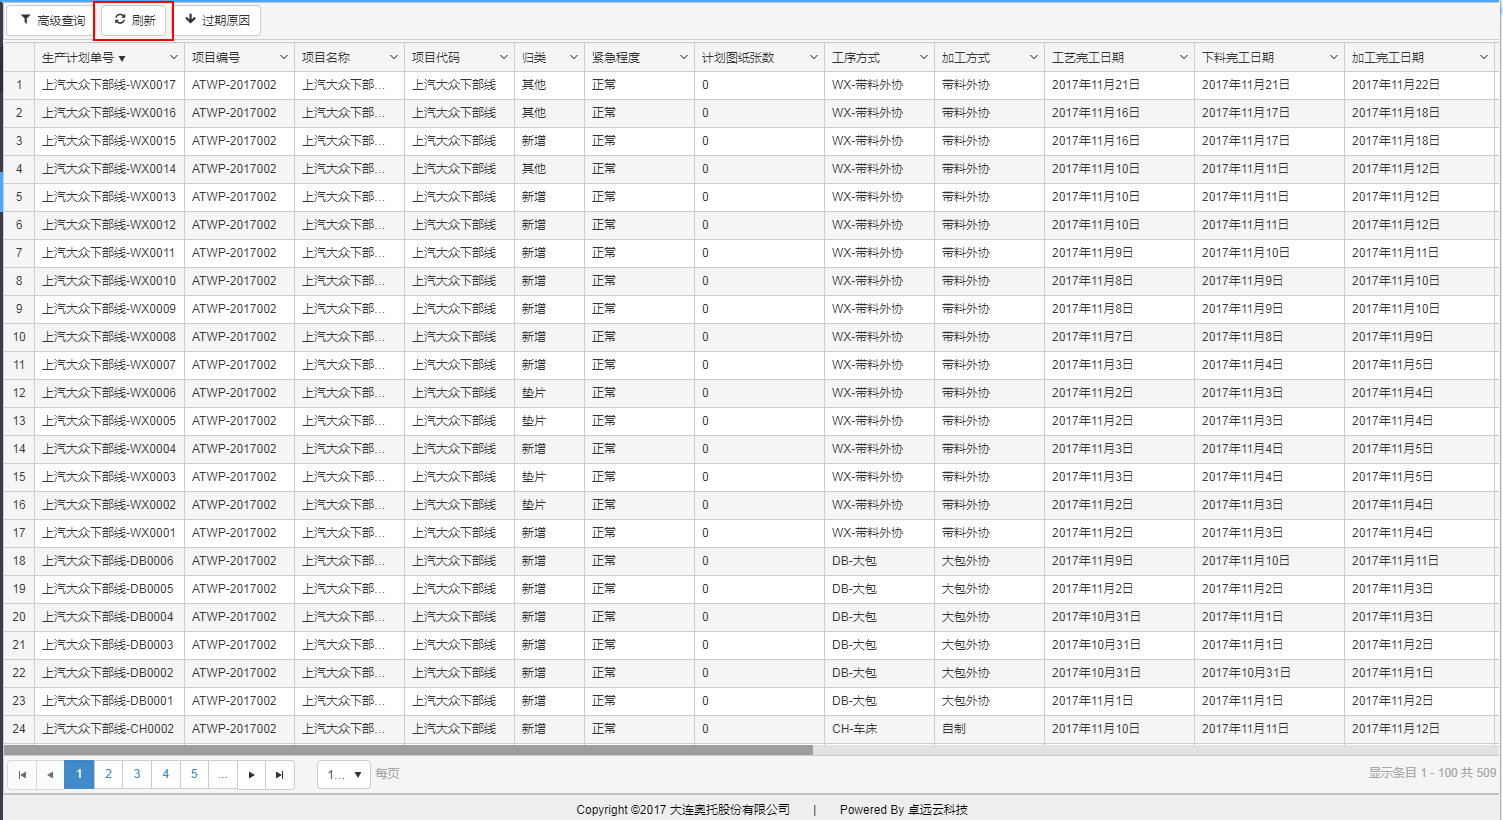 高级查询 刷新 过期原因
生产计划单号 项目编号 项目名称 项目代码 归类 紧急程度 计划图纸张数 工序方式 加工方式 工艺完工日期 下料完工日期 加工完工日期
1 上汽大众下部线-WX0017 ATWP-2017002 上汽大众下部... 上汽大众下部线 其他 正常 0 WX-带料外协 带料外协 2017年11月21日 2017年11月21日 2017年11月22日
2 上汽大众下部线-WX0016 ATWP-2017002 上汽大众下部... 上汽大众下部线 其他 正常 0 WX-带料外协 带料外协 2017年11月16日 2017年11月17日 2017年11月18日
3 上汽大众下部线-WX0015 ATWP-2017002 上汽大众下部... 上汽大众下部线 新增 正常 0 WX-带料外协 带料外协 2017年11月16日 2017年11月17日 2017年11月18日
4 上汽大众下部线-WX0014 ATWP-2017002 上汽大众下部... 上汽大众下部线 其他 正常 0 WX-带料外协 带料外协 2017年11月10日 2017年11月11日 2017年11月12日
5 上汽大众下部线-WX0013 ATWP-2017002 上汽大众下部... 上汽大众下部线 新增 正常 0 WX-带料外协 带料外协 2017年11月10日 2017年11月11日 2017年11月12日
6 上汽大众下部线-WX0012 ATWP-2017002 上汽大众下部... 上汽大众下部线 新增 正常 0 WX-带料外协 带料外协 2017年11月10日 2017年11月11日 2017年11月12日
7 上汽大众下部线-WX0011 ATWP-2017002 上汽大众下部... 上汽大众下部线 新增 正常 0 WX-带料外协 带料外协 2017年11月9日 2017年11月10日 2017年11月11日
8 上汽大众下部线-WX0010 ATWP-2017002 上汽大众下部... 上汽大众下部线 新增 正常 0 WX-带料外协 带料外协 2017年11月8日 2017年11月9日 2017年11月10日
9 上汽大众下部线-WX0009 ATWP-2017002 上汽大众下部... 上汽大众下部线 新增 正常 0 WX-带料外协 带料外协 2017年11月8日 2017年11月9日 2017年11月10日
10 上汽大众下部线-WX0008 ATWP-2017002 上汽大众下部... 上汽大众下部线 新增 正常 0 WX-带料外协 带料外协 2017年11月7日 2017年11月8日 2017年11月9日
11 上汽大众下部线-WX0007 ATWP-2017002 上汽大众下部... 上汽大众下部线 新增 正常 0 WX-带料外协 带料外协 2017年11月3日 2017年11月4日 2017年11月5日
12 上汽大众下部线-WX0006 ATWP-2017002 上汽大众下部... 上汽大众下部线 垫片 正常 0 WX-带料外协 带料外协 2017年11月2日 2017年11月3日 2017年11月4日
13 上汽大众下部线-WX0005 ATWP-2017002 上汽大众下部... 上汽大众下部线 垫片 正常 0 WX-带料外协 带料外协 2017年11月2日 2017年11月3日 2017年11月4日
14 上汽大众下部线-WX0004 ATWP-2017002 上汽大众下部... 上汽大众下部线 新增 正常 0 WX-带料外协 带料外协 2017年11月3日 2017年11月4日 2017年11月5日
15 上汽大众下部线-WX0003 ATWP-2017002 上汽大众下部... 上汽大众下部线 垫片 正常 0 WX-带料外协 带料外协 2017年11月3日 2017年11月4日 2017年11月5日
16 上汽大众下部线-WX0002 ATWP-2017002 上汽大众下部... 上汽大众下部线 垫片 正常 0 WX-带料外协 带料外协 2017年11月2日 2017年11月3日 2017年11月4日
17 上汽大众下部线-WX0001 ATWP-2017002 上汽大众下部... 上汽大众下部线 新增 正常 0 WX-带料外协 带料外协 2017年11月2日 2017年11月3日 2017年11月4日
18 上汽大众下部线-DB0006 ATWP-2017002 上汽大众下部... 上汽大众下部线 新增 正常 0 DB-大包 大包外协 2017年11月9日 2017年11月10日 2017年11月11日
19 上汽大众下部线-DB0005 ATWP-2017002 上汽大众下部... 上汽大众下部线 新增 正常 0 DB-大包 大包外协 2017年11月2日 2017年11月2日 2017年11月3日
20 上汽大众下部线-DB0004 ATWP-2017002 上汽大众下部... 上汽大众下部线 新增 正常 0 DB-大包 大包外协 2017年10月31日 2017年11月1日 2017年11月3日
21 上汽大众下部线-DB0003 ATWP-2017002 上汽大众下部... 上汽大众下部线 新增 正常 0 DB-大包 大包外协 2017年10月31日 2017年11月1日 2017年11月2日
22 上汽大众下部线-DB0002 ATWP-2017002 上汽大众下部... 上汽大众下部线 新增 正常 0 DB-大包 大包外协 2017年10月31日 2017年10月31日 2017年11月1日
23 上汽大众下部线-DB0001 ATWP-2017002 上汽大众下部... 上汽大众下部线 新增 正常 0 DB-大包 大包外协 2017年11月1日 2017年11月1日 2017年11月2日
24 上汽大众下部线-CH0002 ATWP-2017002 上汽大众下部... 上汽大众下部线 新增 正常 0 CH-车床 自制 2017年11月10日 2017年11月11日 2017年11月12日
1 2 3 4 5 ... 1... 每页 显示条目 1 - 100 共 509
Copyright ©2017 大连奥托股份有限公司 | Powered By 卓远云科技